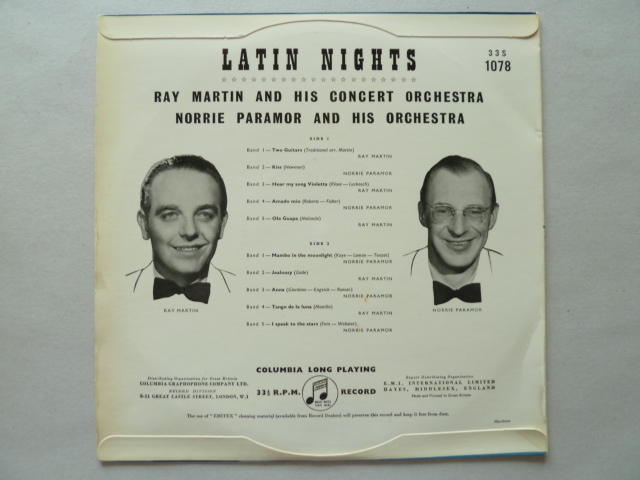 LATIN NIGHTS
33S
1078
RAY MARTIN AND HIS CONCERT ORCHESTRA
NORRIE PARAMOR AND HIS ORCHESTRA
SIDE 1
Band 1—Two Guitars (Traditional arr. Martin)
RAY MARTIN
Band 2—Kiss (Newman)
NORRIE PARAMOR
Band 3—Hear my song Violetta (Klose—Luckesch)
RAY MARTIN
Band 4—Amado mio (Roberts—Fisher)
NORRIE PARAMOR
Band 5—Ole Guapa (Malando)
RAY MARTIN
SIDE 2
Band 1—Mambo in the moonlight (Kaye—Loman—)
NORRIE PARAMOR
Band 2—Jealousy (Gade)
RAY MARTIN
Band 3—Anna (Giordano—Engvick—Roman)
NORRIE PARAMOR
Band 4—Tango de la luna
RAY MARTIN
Band 5—I speak to the stars (Fain—Webster)
NORRIE PARAMOR
RAY MARTIN
NORRIE PARAMOR
COLUMBIA LONG PLAYING
33⅓ R.P.M. RECORD
Distributing Organisation for Great Britain
COLUMBIA GRAPHOPHONE COMPANY LTD.
RECORD DIVISION
8-11 GREAT CASTLE STREET, LONDON, W.1
Export Distributing Organisation
E.M.I. INTERNATIONAL LIMITED
HAYES, MIDDLESEX, ENGLAND
Made and Printed in Great Britain
The use of "EMITEX" cleaning material (available from Record Dealers) will preserve this record and keep it free from dust.